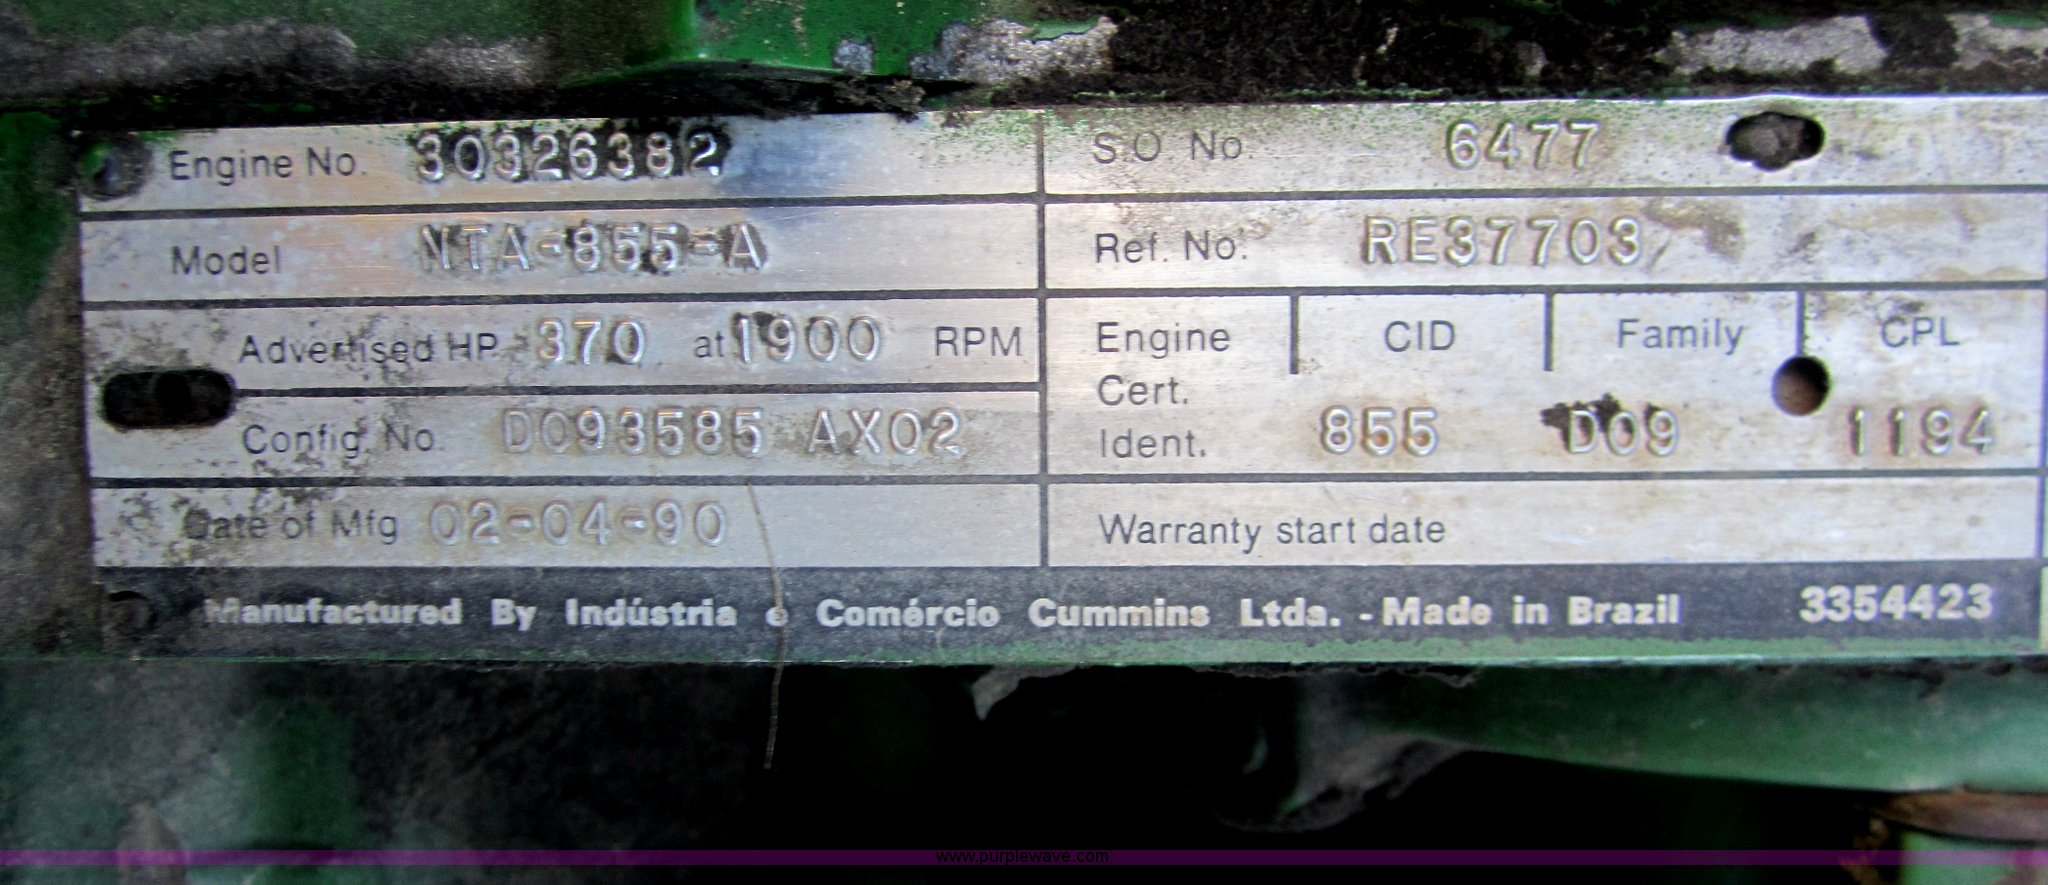 Engine No. 30326382 S.O. No. 6477
Model NTA-855-A Ref. No. RE37703
Advertised HP 370 at 1900 RPM Engine CID Family CPL
Cert.
Config. No. D093585 AX02 Ident. 855 D09 1194
Date of Mfg 02-04-90 Warranty start date
Manufactured By Indústria e Comércio Cummins Ltda. - Made in Brazil 3354423
www.purplewave.com